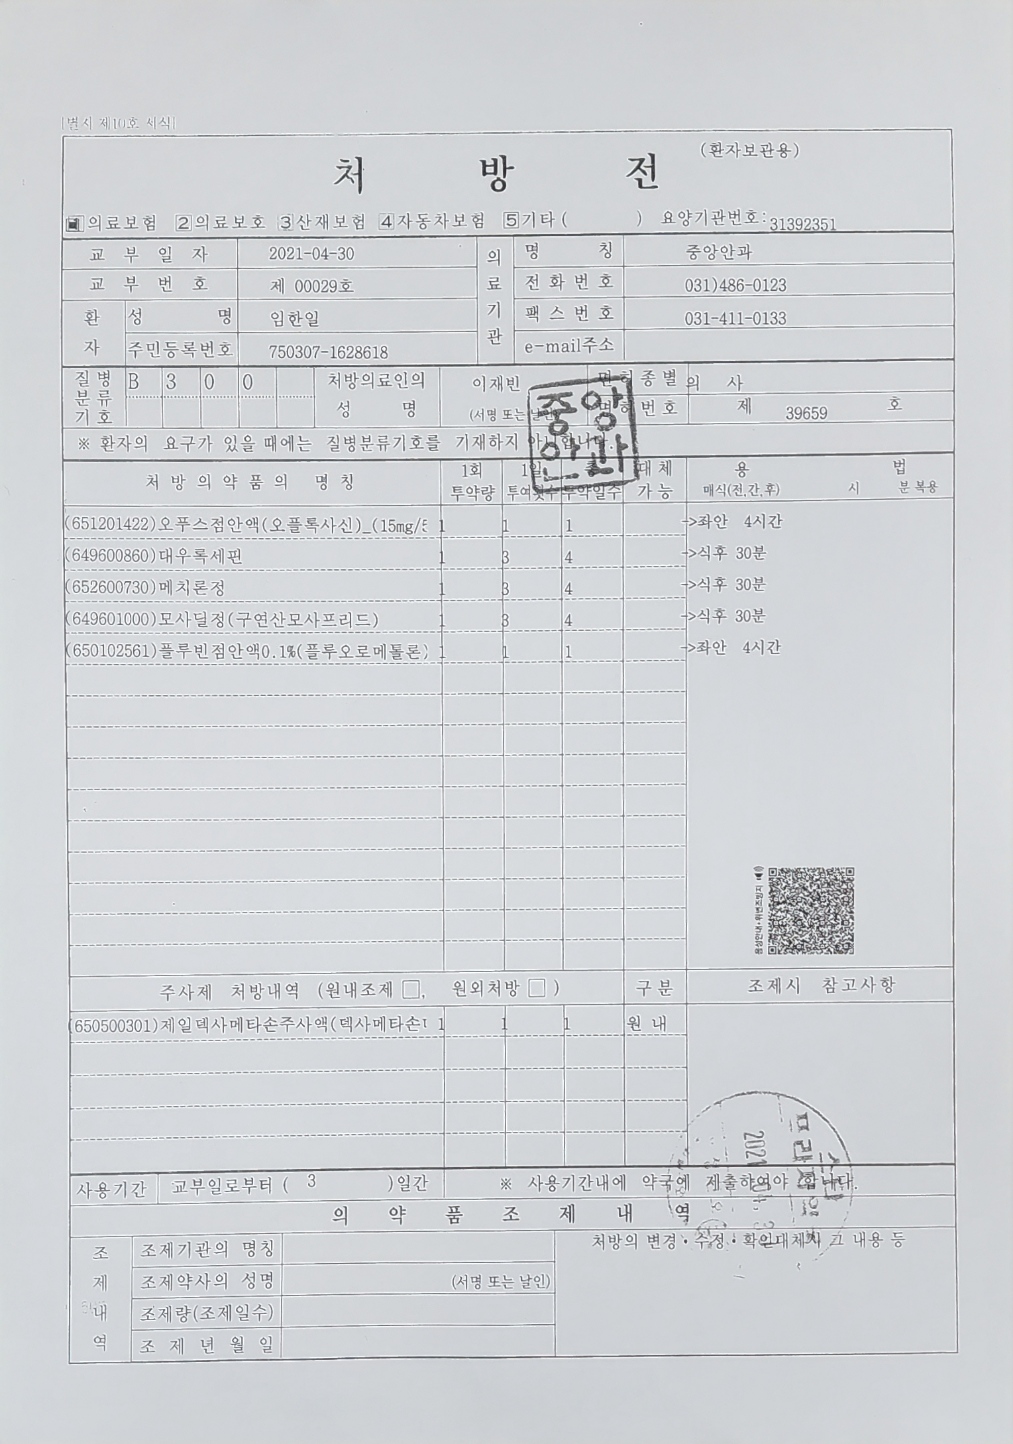 [별지 제10호 서식]
처 방 전
(환자보관용)
1 의료보험 2 의료보호 3 산재보험 4 자동차보험 5 기타 ( ) 요양기관번호: 31392351
교 부 일 자 2021-04-30
교 부 번 호 제 00029호
환 자
성 명 임한일
주민등록번호 750307-1628618
의 료 기 관
명 칭 중앙안과
전 화 번 호 031)486-0123
팩 스 번 호 031-411-0133
e-mail주소
질 병 분 류 기 호 B 3 0 0
처방의료인의 성 명 이재빈
(서명 또는 날인)
면 허 종 별 의 사
면 허 번 호 제 39659 호
중앙
안과
※ 환자의 요구가 있을 때에는 질병분류기호를 기재하지 아니합니다.
처 방 의 약 품 의 명 칭 1회 투약량 1일 투여횟수 총 투약일수 대 체 가 능 용 법
매식(전,간,후) 시 분 복용
(651201422)오푸스점안액(오플록사신)_(15mg/5 1 1 1 ->좌안 4시간
(649600860)대우록세핀 1 3 4 ->식후 30분
(652600730)메치론정 1 3 4 ->식후 30분
(649601000)모사딜정(구연산모사프리드) 1 3 4 ->식후 30분
(650102561)플루빈점안액0.1%(플루오로메톨론) 1 1 1 ->좌안 4시간
음성안내·위변조방지
주사제 처방내역 (원내조제 □, 원외처방 □ ) 구 분 조제시 참고사항
(650500301)제일덱사메타손주사액(덱사메타손디 1 1 1 원 내
2021
사용기간 교부일로부터 ( 3 )일간 ※ 사용기간내에 약국에 제출하여야 합니다.
의 약 품 조 제 내 역
조 제 내 역
조제기관의 명칭
처방의 변경·수정·확인대체시 그 내용 등
조제약사의 성명 (서명 또는 날인)
조제량(조제일수)
조 제 년 월 일